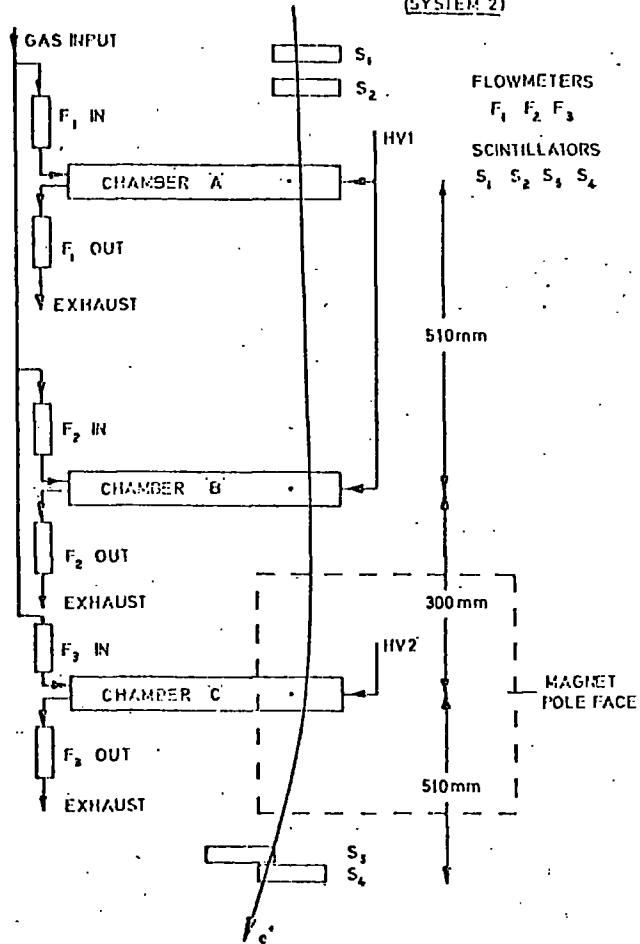 (SYSTEM 2)
GAS INPUT
S₁
S₂
FLOWMETERS
F₁ F₂ F₃
SCINTILLATORS
S₁ S₂ S₃ S₄
F₁ IN
HV1
CHAMBER 'A'
F₁ OUT
EXHAUST
510mm
F₂ IN
CHAMBER 'B'
F₂ OUT
EXHAUST
300mm
F₃ IN
HV2
CHAMBER 'C'
MAGNET
POLE FACE
F₃ OUT
510mm
EXHAUST
S₃
S₄